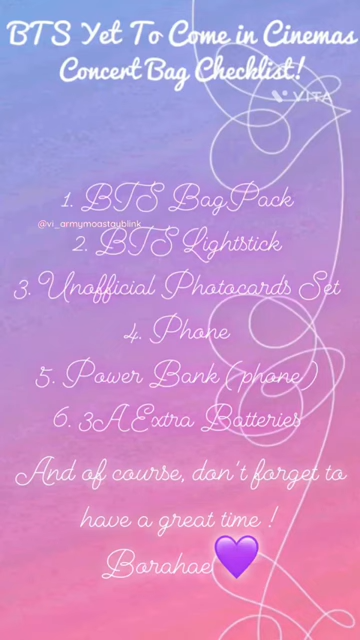 BTS Yet To Come in Cinemas
Concert Bag Checklist!
VITA
1. BTS BagPack
@vi_armymoastayblink
2. BTS Lightstick
3. Unofficial Photocards Set
4. Phone
5. Power Bank (phone)
6. 3A Extra Batteries
And of course, don't forget to
have a great time !
Borahae💜